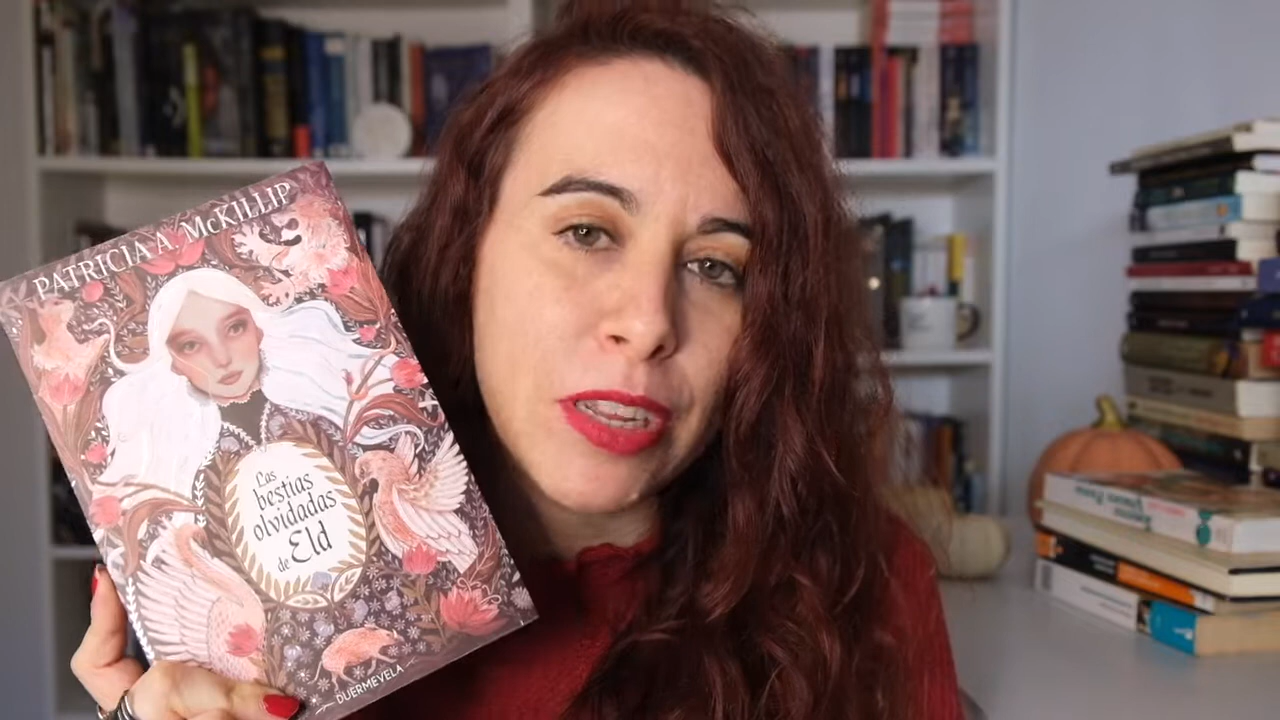 PATRICIA A. McKILLIP
Las
bestias
olvidadas
de Eld
DUERMEVELA